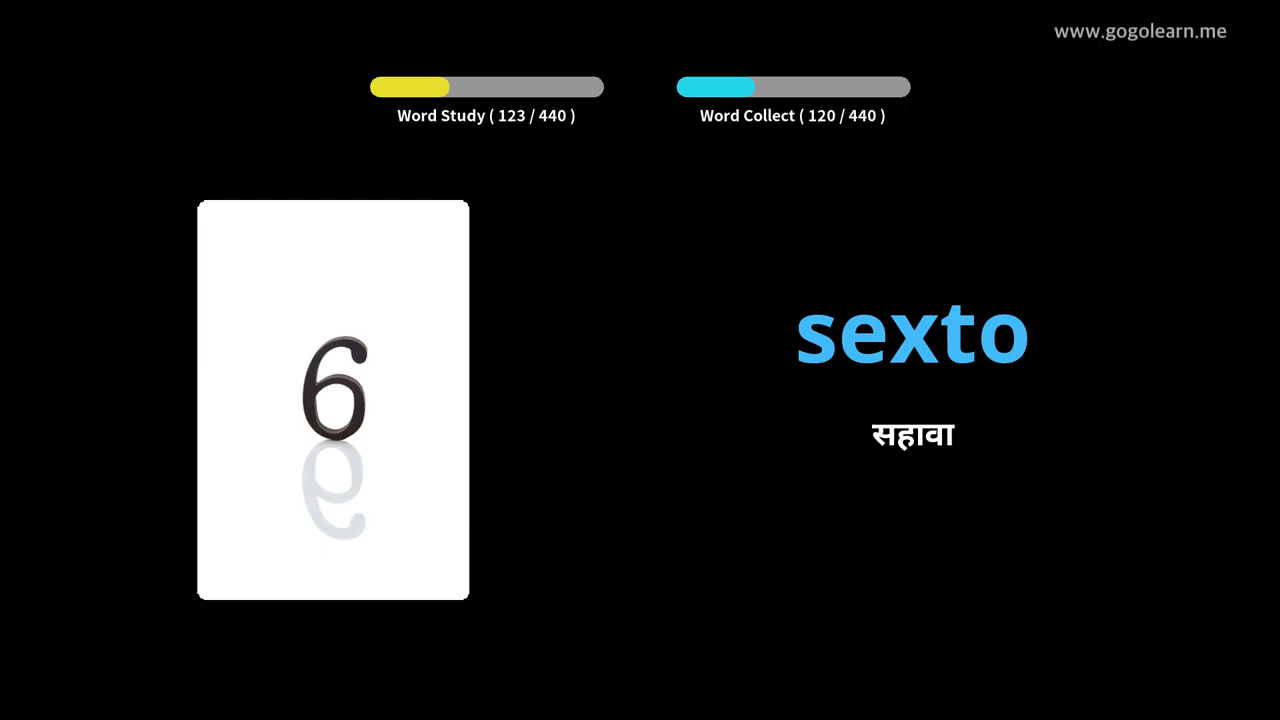 www.gogolearn.me
Word Study ( 123 / 440 )
Word Collect ( 120 / 440 )
6
sexto
सहावा